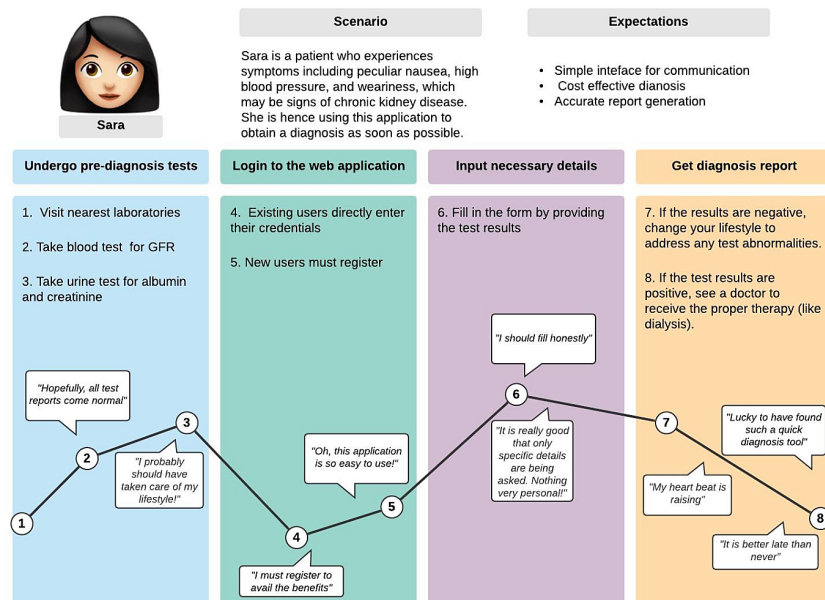 Scenario
Expectations
Sara
Sara is a patient who experiences
symptoms including peculiar nausea, high
blood pressure, and weariness, which
may be signs of chronic kidney disease.
She is hence using this application to
obtain a diagnosis as soon as possible.
• Simple inteface for communication
• Cost effective dianosis
• Accurate report generation
Undergo pre-diagnosis tests
1. Visit nearest laboratories
2. Take blood test for GFR
3. Take urine test for albumin
and creatinine
"Hopefully, all test
reports come normal"
"I probably
should have
taken care of my
lifestyle!"
1
2
3
Login to the web application
4. Existing users directly enter
their credentials
5. New users must register
"Oh, this application
is so easy to use!"
4
5
"I must register to
avail the benefits"
Input necessary details
6. Fill in the form by providing
the test results
"I should fill honestly"
6
"It is really good
that only
specific details
are being
asked. Nothing
very personal!"
Get diagnosis report
7. If the results are negative,
change your lifestyle to
address any test abnormalities.
8. If the test results are
positive, see a doctor to
receive the proper therapy (like
dialysis).
7
"Lucky to have found
such a quick
diagnosis tool"
"My heart beat is
raising"
8
"It is better late than
never"